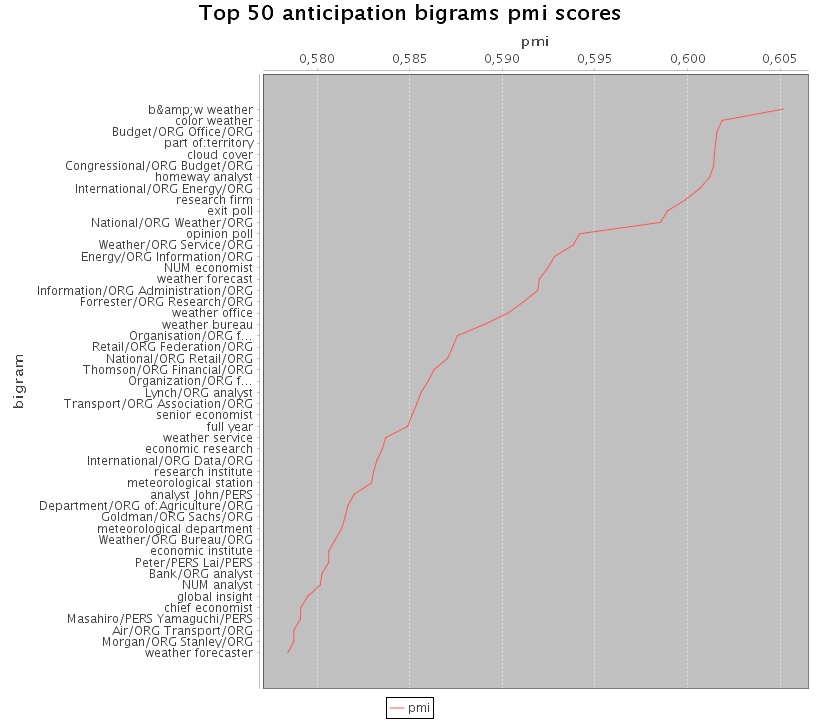 Top 50 anticipation bigrams pmi scores
pmi
0,580 0,585 0,590 0,595 0,600 0,605
bigram
b&amp;w weather
color weather
Budget/ORG Office/ORG
part of:territory
cloud cover
Congressional/ORG Budget/ORG
homeway analyst
International/ORG Energy/ORG
research firm
exit poll
National/ORG Weather/ORG
opinion poll
Weather/ORG Service/ORG
Energy/ORG Information/ORG
NUM economist
weather forecast
Information/ORG Administration/ORG
Forrester/ORG Research/ORG
weather office
weather bureau
Organisation/ORG f...
Retail/ORG Federation/ORG
National/ORG Retail/ORG
Thomson/ORG Financial/ORG
Organization/ORG f...
Lynch/ORG analyst
Transport/ORG Association/ORG
senior economist
full year
weather service
economic research
International/ORG Data/ORG
research institute
meteorological station
analyst John/PERS
Department/ORG of:Agriculture/ORG
Goldman/ORG Sachs/ORG
meteorological department
Weather/ORG Bureau/ORG
economic institute
Peter/PERS Lai/PERS
Bank/ORG analyst
NUM analyst
global insight
chief economist
Masahiro/PERS Yamaguchi/PERS
Air/ORG Transport/ORG
Morgan/ORG Stanley/ORG
weather forecaster
pmi